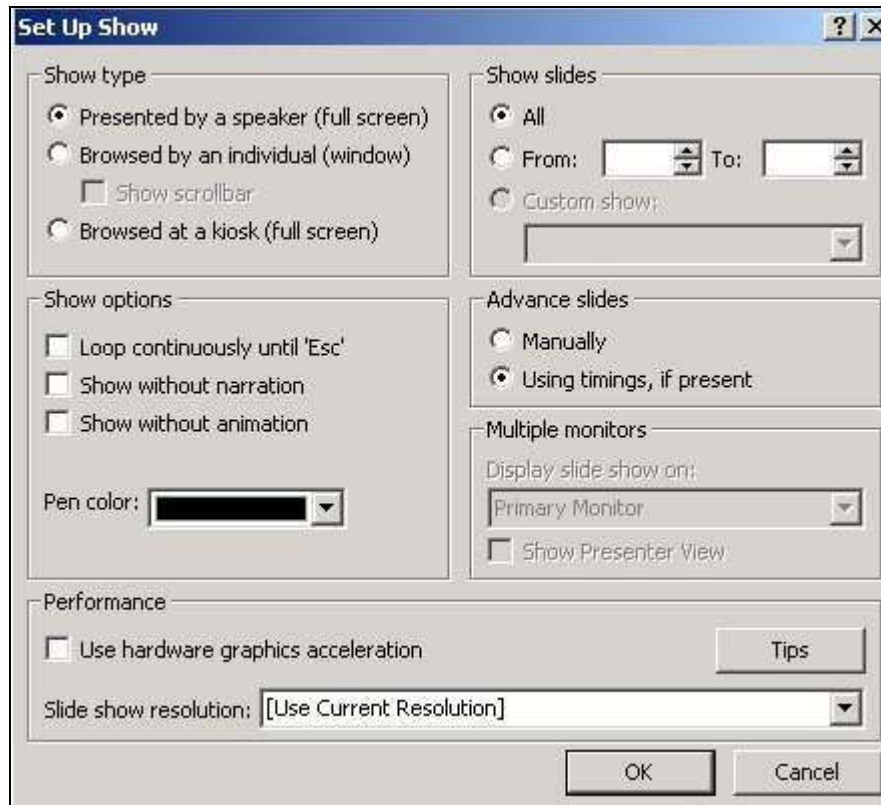 Set Up Show
Show type
Presented by a speaker (full screen)
Browsed by an individual (window)
Show scrollbar
Browsed at a kiosk (full screen)
Show slides
All
From: To:
Custom show:
Show options
Loop continuously until 'Esc'
Show without narration
Show without animation
Pen color:
Advance slides
Manually
Using timings, if present
Multiple monitors
Display slide show on:
Primary Monitor
Show Presenter View
Performance
Use hardware graphics acceleration
Tips
Slide show resolution: [Use Current Resolution]
OK Cancel